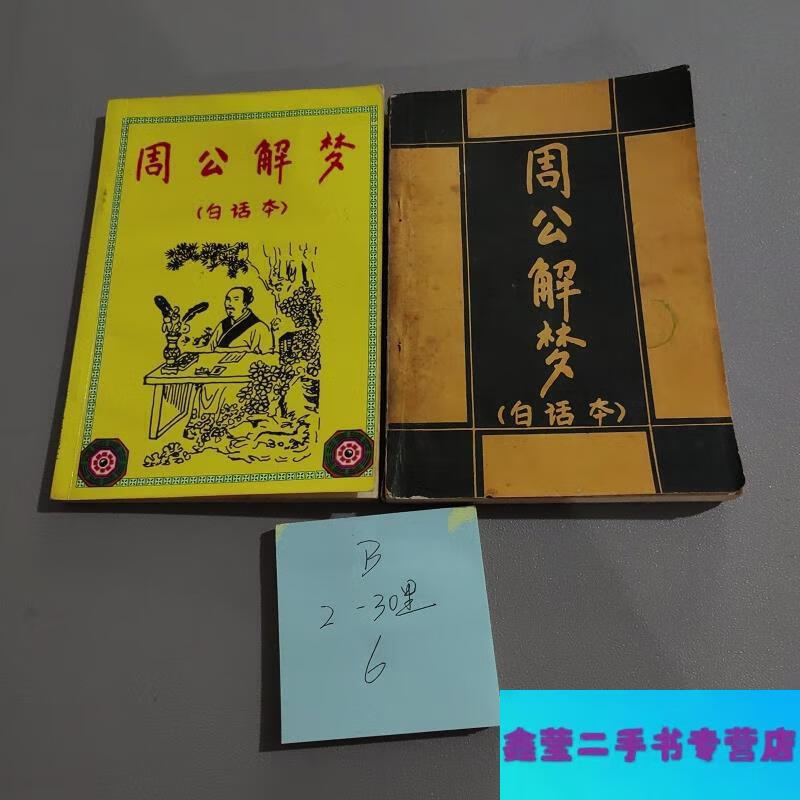 周公解梦
(白话本)
周公解梦
(白话本)
B
2-30里
6
鑫莹二手书专营店